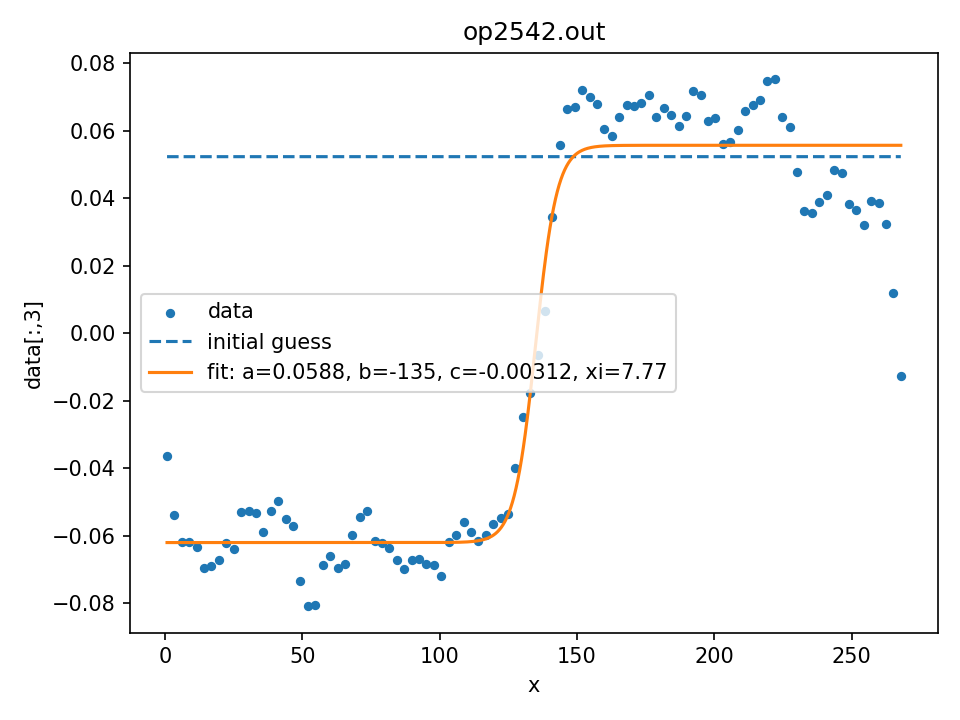 op2542.out
0.08
0.06
0.04
0.02
0.00
−0.02
−0.04
−0.06
−0.08
data[:,3]
data
initial guess
fit: a=0.0588, b=-135, c=-0.00312, xi=7.77
0 50 100 150 200 250
x